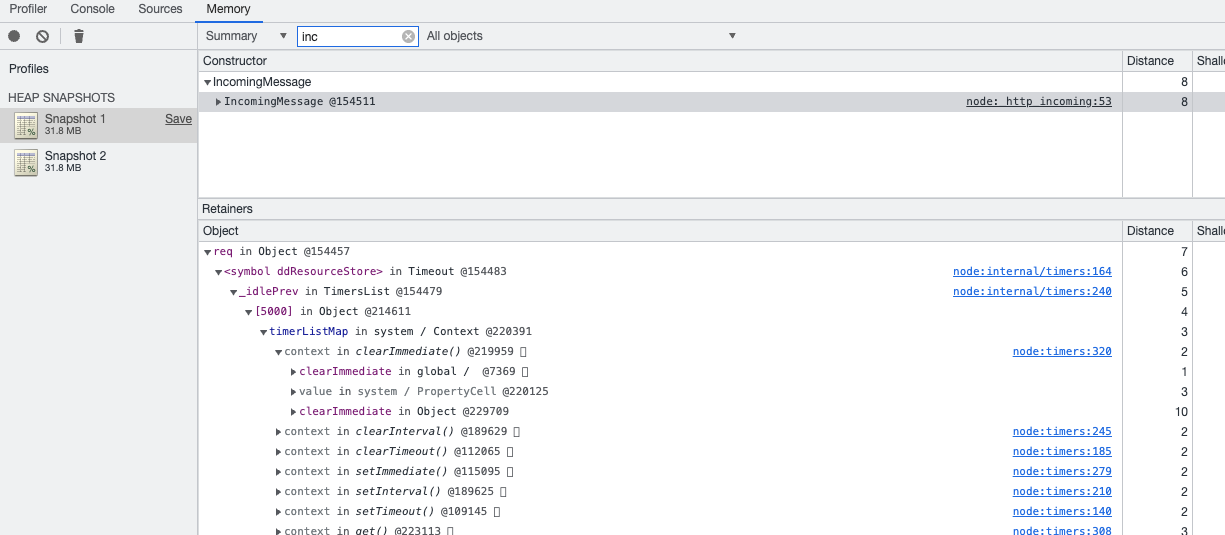 Profiler Console Sources Memory
Summary ▼ inc All objects ▼
Profiles
HEAP SNAPSHOTS
Snapshot 1 Save
31.8 MB
Snapshot 2
31.8 MB
Constructor Distance Shalle
▼IncomingMessage 8
▶IncomingMessage @154511 node:_http_incoming:53 8
Retainers
Object Distance Shalle
▼req in Object @154457 7
▼<symbol ddResourceStore> in Timeout @154483 node:internal/timers:164 6
▼_idlePrev in TimersList @154479 node:internal/timers:240 5
▼[5000] in Object @214611 4
▼timerListMap in system / Context @220391 3
▼context in clearImmediate() @219959 node:timers:320 2
▶clearImmediate in global / @7369 1
▶value in system / PropertyCell @220125 3
▶clearImmediate in Object @229709 10
▶context in clearInterval() @189629 node:timers:245 2
▶context in clearTimeout() @112065 node:timers:185 2
▶context in setImmediate() @115095 node:timers:279 2
▶context in setInterval() @189625 node:timers:210 2
▶context in setTimeout() @109145 node:timers:140 2
▶context in get() @223113 node:timers:308 3